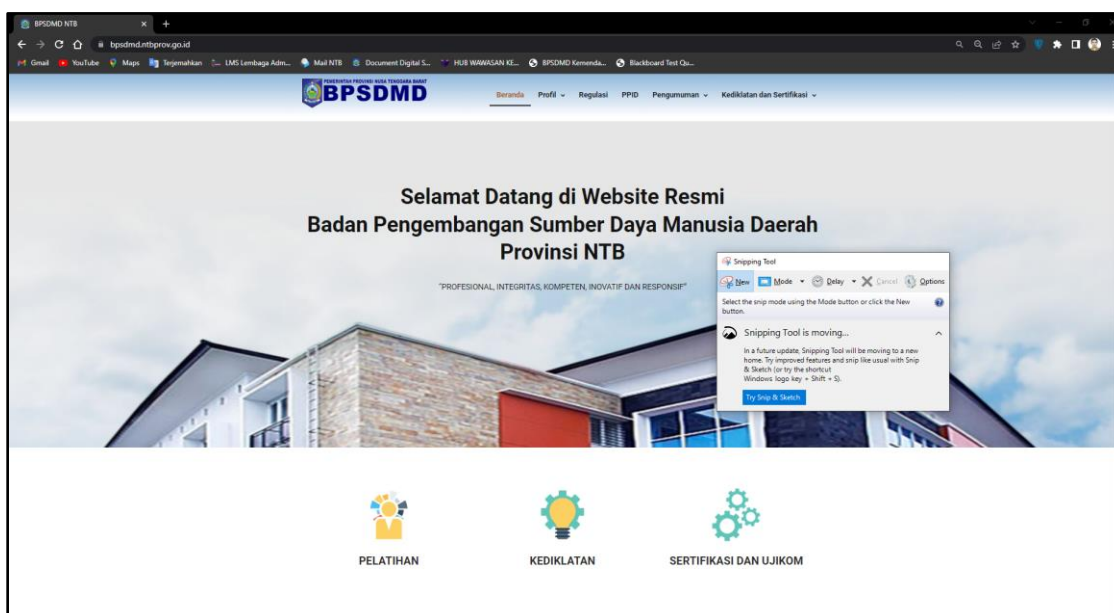 BPSDMD NTB
bpsdmd.ntbprov.go.id
Gmail YouTube Maps Terjemahkan LMS Lembaga Adm... Mail NTB Document Digital S... HUB WAWASAN KE... BPSDMD Kemenda... Blackboard Test Qu...
PEMERINTAH PROVINSI NUSA TENGGARA BARAT
BPSDMD
Beranda Profil Regulasi PPID Pengumuman Kediklatan dan Sertifikasi
Selamat Datang di Website Resmi
Badan Pengembangan Sumber Daya Manusia Daerah
Provinsi NTB
"PROFESIONAL, INTEGRITAS, KOMPETEN, INOVATIF DAN RESPONSIF"
Snipping Tool
New Mode Delay Cancel Options
Select the snip mode using the Mode button or click the New
button.
Snipping Tool is moving...
In a future update, Snipping Tool will be moving to a new
home. Try improved features and snip like usual with Snip
& Sketch (or try the shortcut
Windows logo key + Shift + S).
Try Snip & Sketch
PELATIHAN
KEDIKLATAN
SERTIFIKASI DAN UJIKOM